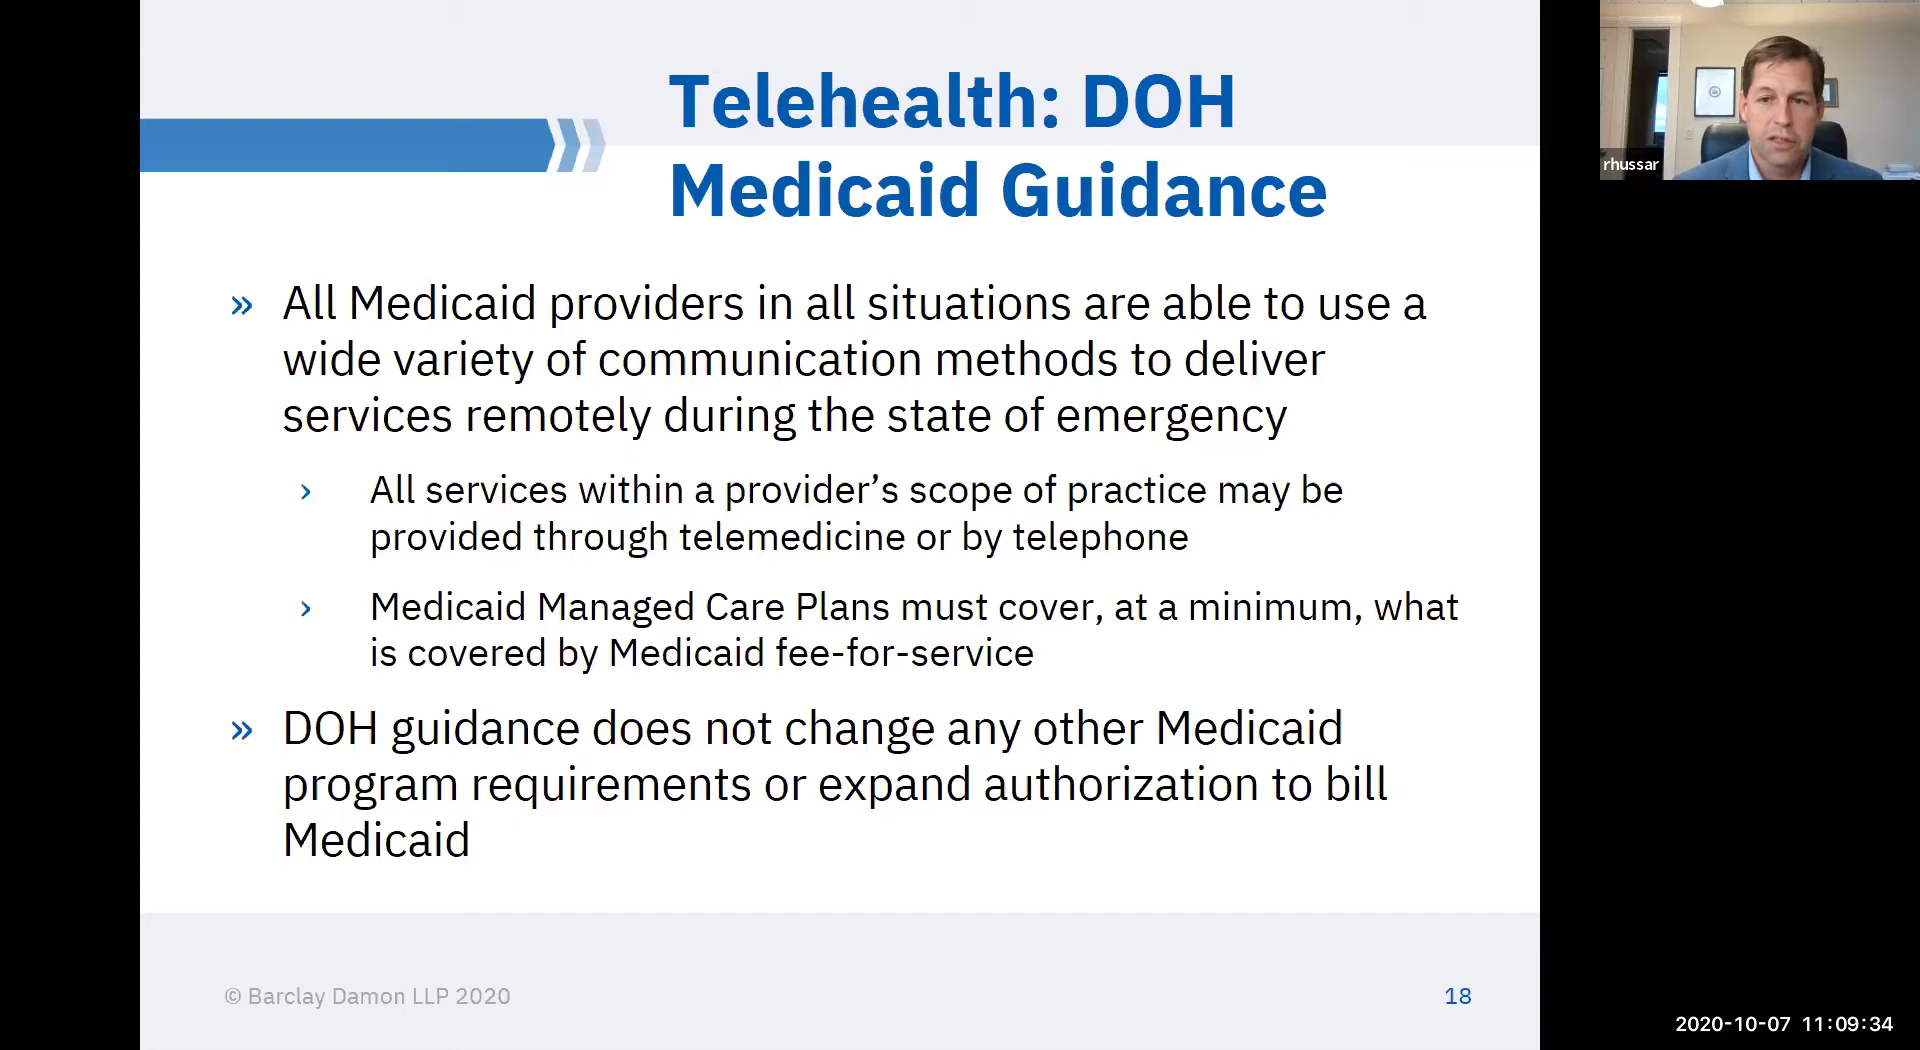 Telehealth: DOH
Medicaid Guidance
» All Medicaid providers in all situations are able to use a
wide variety of communication methods to deliver
services remotely during the state of emergency
› All services within a provider’s scope of practice may be
provided through telemedicine or by telephone
› Medicaid Managed Care Plans must cover, at a minimum, what
is covered by Medicaid fee-for-service
» DOH guidance does not change any other Medicaid
program requirements or expand authorization to bill
Medicaid
© Barclay Damon LLP 2020
18
rhussar
2020-10-07 11:09:34